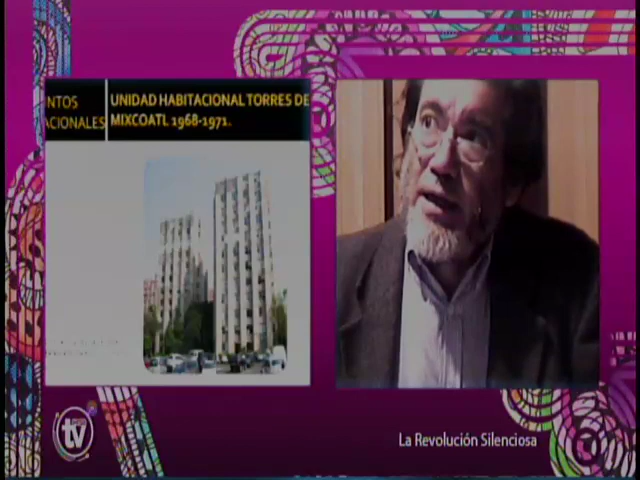 NTOS
ACIONALES
UNIDAD HABITACIONAL TORRES DE
MIXCOATL 1968-1971.
tv
La Revolución Silenciosa